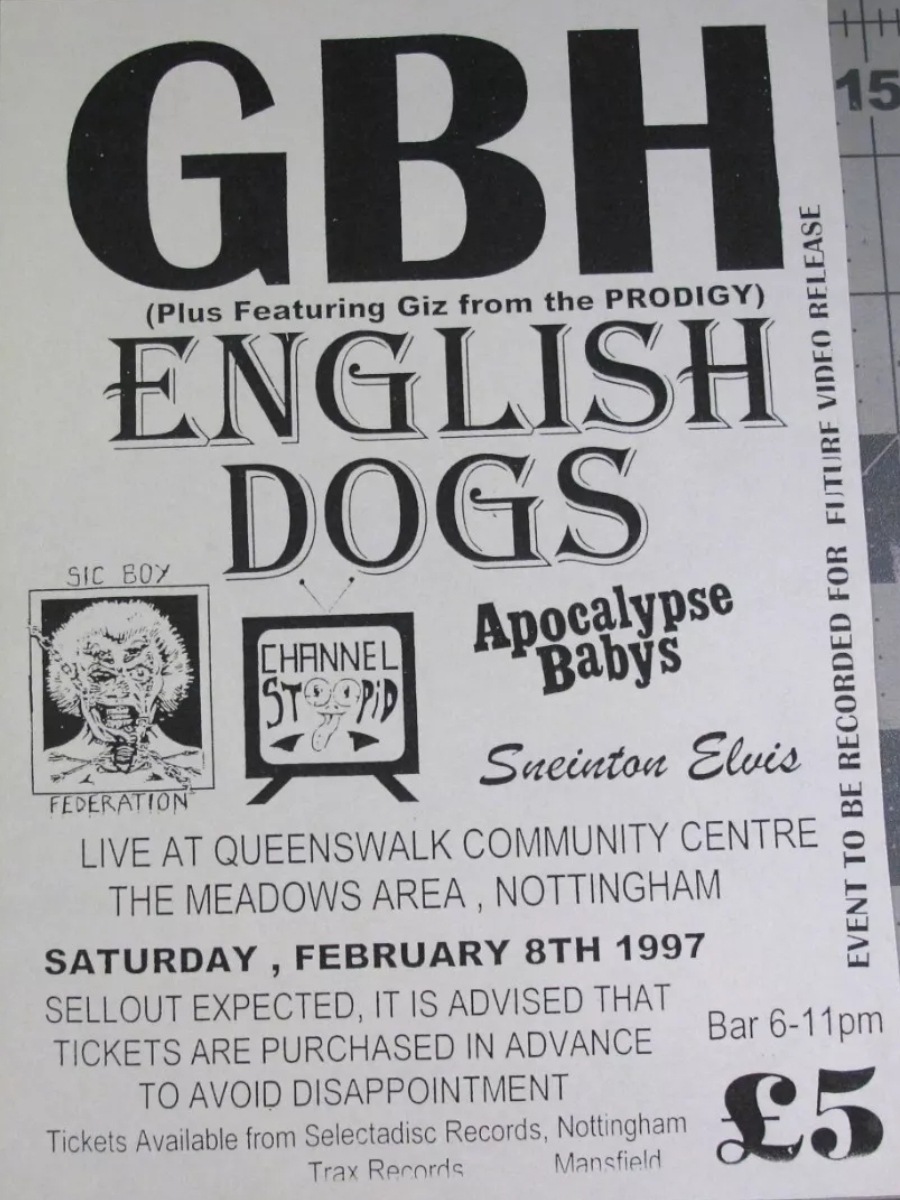 GBH
(Plus Featuring Giz from the PRODIGY)
ENGLISH
DOGS
SIC BOY
FEDERATION
CHANNEL
STOOPID
Apocalypse
Babys
Sneinton Elvis
LIVE AT QUEENSWALK COMMUNITY CENTRE
THE MEADOWS AREA , NOTTINGHAM
SATURDAY , FEBRUARY 8TH 1997
SELLOUT EXPECTED, IT IS ADVISED THAT
TICKETS ARE PURCHASED IN ADVANCE
TO AVOID DISAPPOINTMENT
Bar 6-11pm
£5
Tickets Available from Selectadisc Records, Nottingham
Trax Records Mansfield
EVENT TO BE RECORDED FOR FUTURE VIDEO RELEASE
15